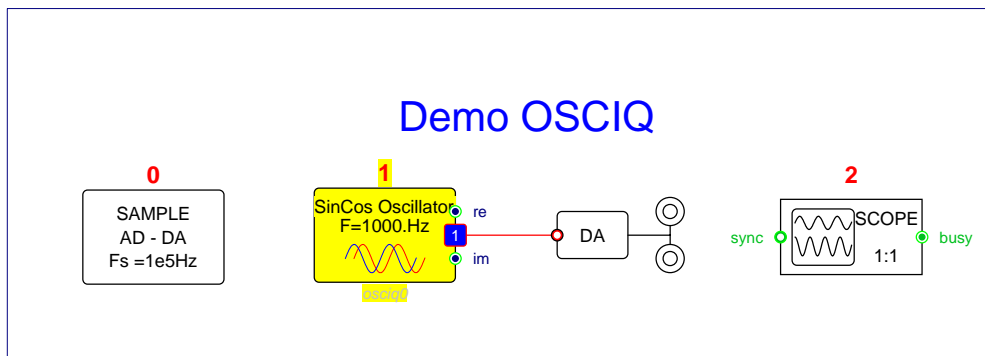 Demo OSCIQ
0
SAMPLE
AD - DA
Fs =1e5Hz
1
SinCos Oscillator
F=1000.Hz
re
1
im
osciq0
DA
2
sync
SCOPE
1:1
busy